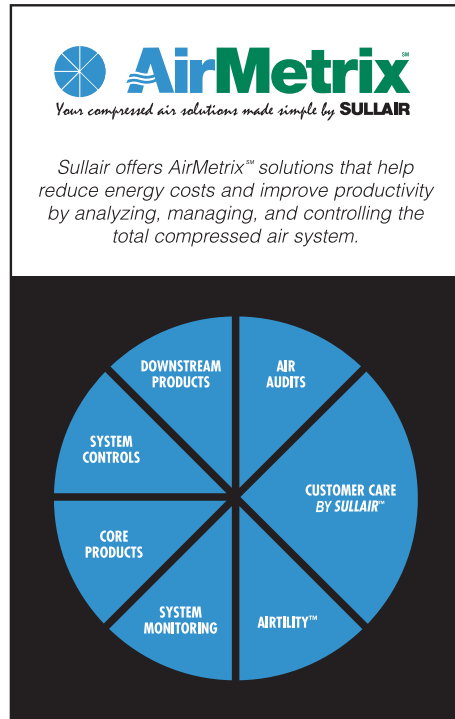 AirMetrix℠
Your compressed air solutions made simple by SULLAIR
Sullair offers AirMetrix℠ solutions that help
reduce energy costs and improve productivity
by analyzing, managing, and controlling the
total compressed air system.
DOWNSTREAM
PRODUCTS
AIR
AUDITS
SYSTEM
CONTROLS
CUSTOMER CARE
BY SULLAIR™
CORE
PRODUCTS
SYSTEM
MONITORING
AIRTILITY™